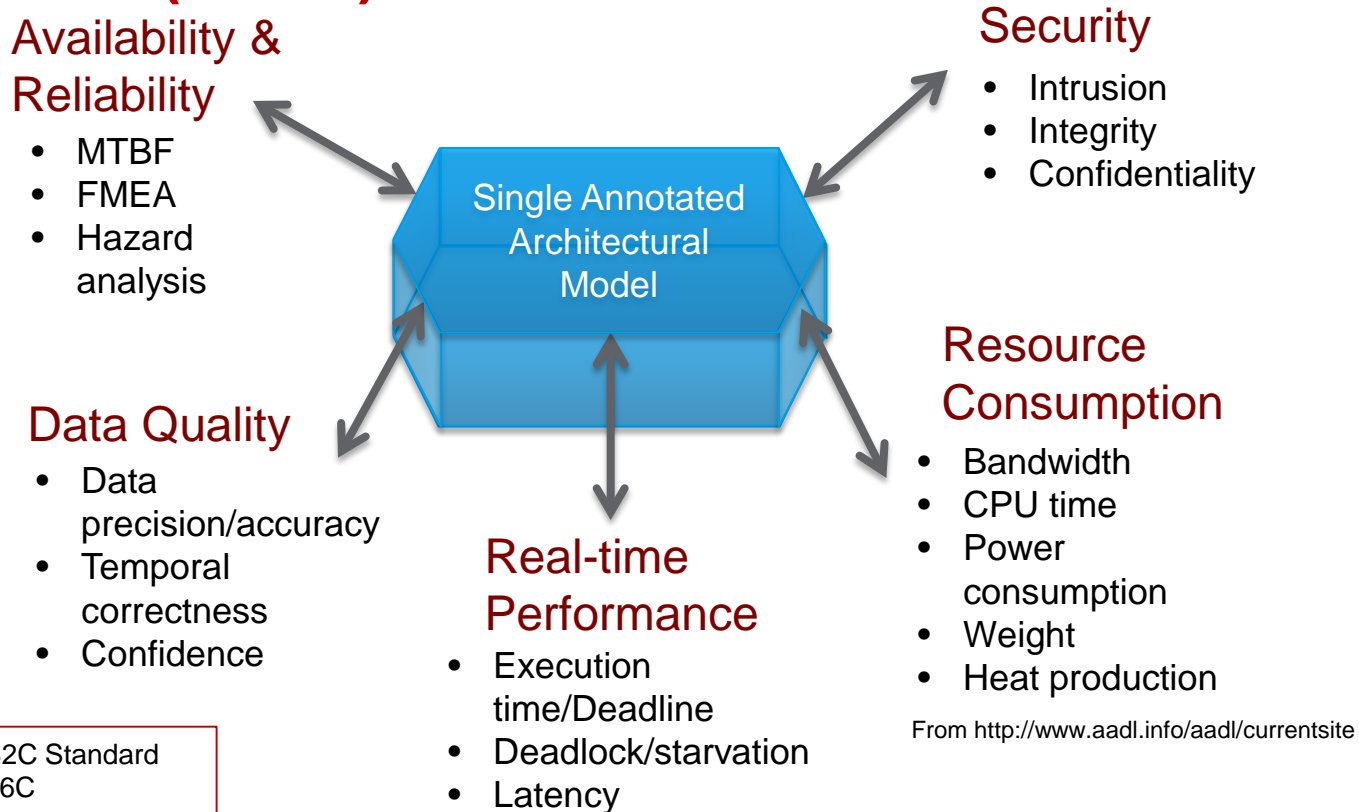 Availability &
Reliability
• MTBF
• FMEA
• Hazard
analysis
Security
• Intrusion
• Integrity
• Confidentiality
Single Annotated
Architectural
Model
Data Quality
• Data
precision/accuracy
• Temporal
correctness
• Confidence
Real-time
Performance
• Execution
time/Deadline
• Deadlock/starvation
• Latency
Resource
Consumption
• Bandwidth
• CPU time
• Power
consumption
• Weight
• Heat production
From http://www.aadl.info/aadl/currentsite
2C Standard
6C